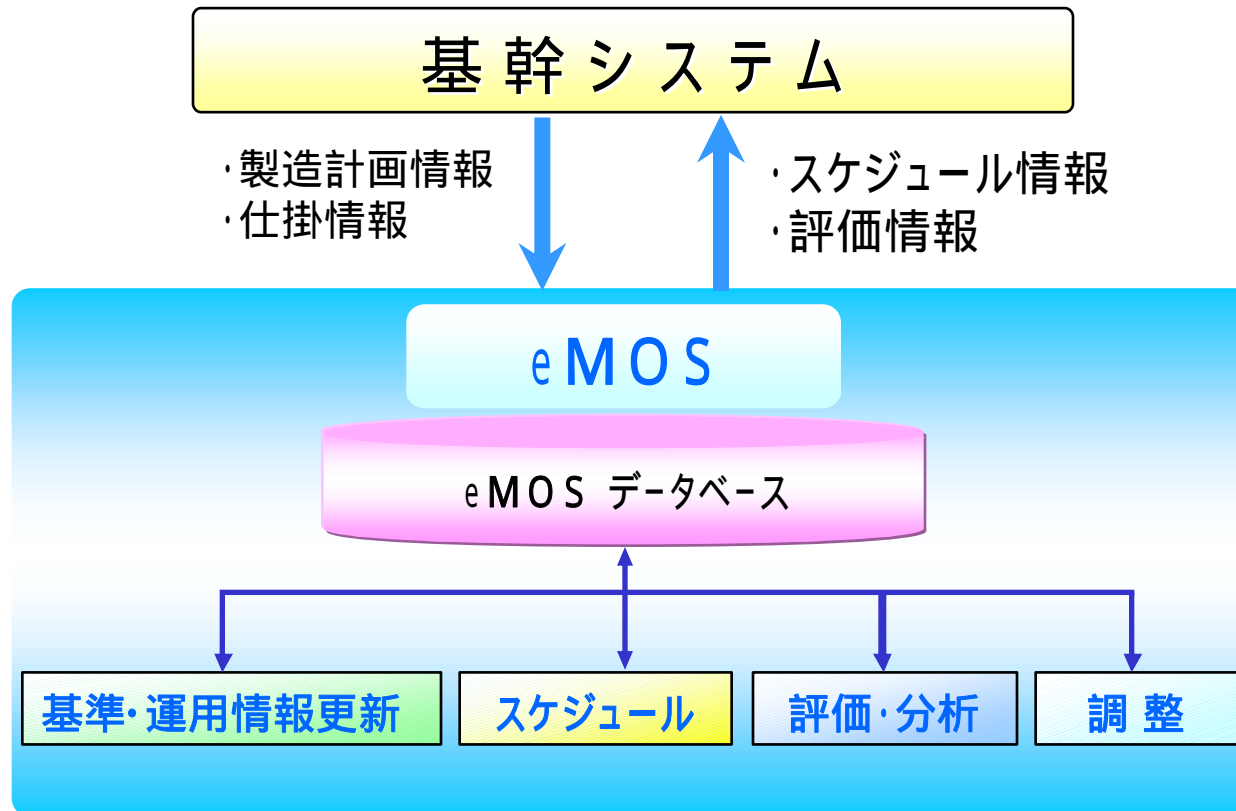 基幹システム
・製造計画情報
・仕掛情報
・スケジュール情報
・評価情報
eMOS
eMOS データベース
基準・運用情報更新
スケジュール
評価・分析
調整